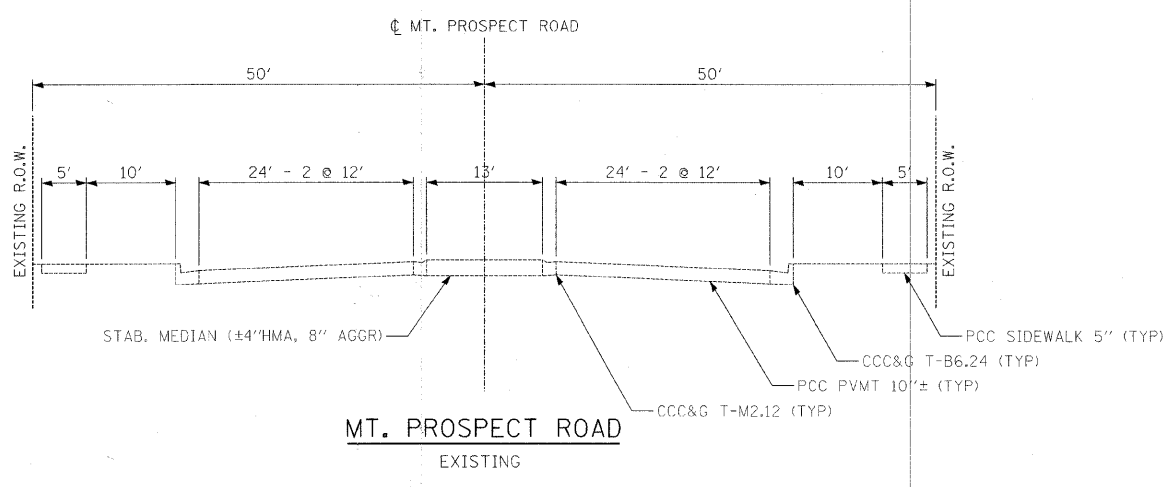 ℄ MT. PROSPECT ROAD
50' 50'
EXISTING R.O.W.
5' 10' 24' - 2 @ 12' 13' 24' - 2 @ 12' 10' 5'
EXISTING R.O.W.
STAB. MEDIAN (±4"HMA, 8" AGGR)
PCC SIDEWALK 5" (TYP)
CCC&G T-B6.24 (TYP)
PCC PVMT 10"± (TYP)
CCC&G T-M2.12 (TYP)
MT. PROSPECT ROAD
EXISTING